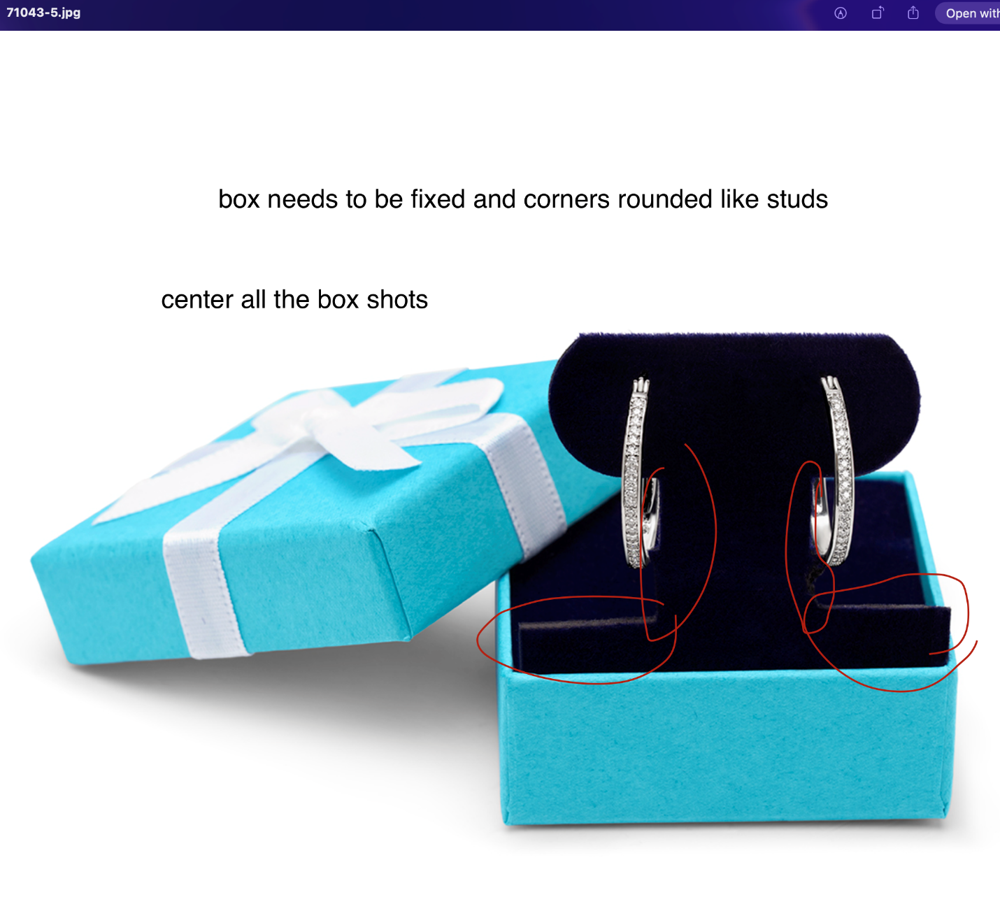 71043-5.jpg
Open with
box needs to be fixed and corners rounded like studs
center all the box shots